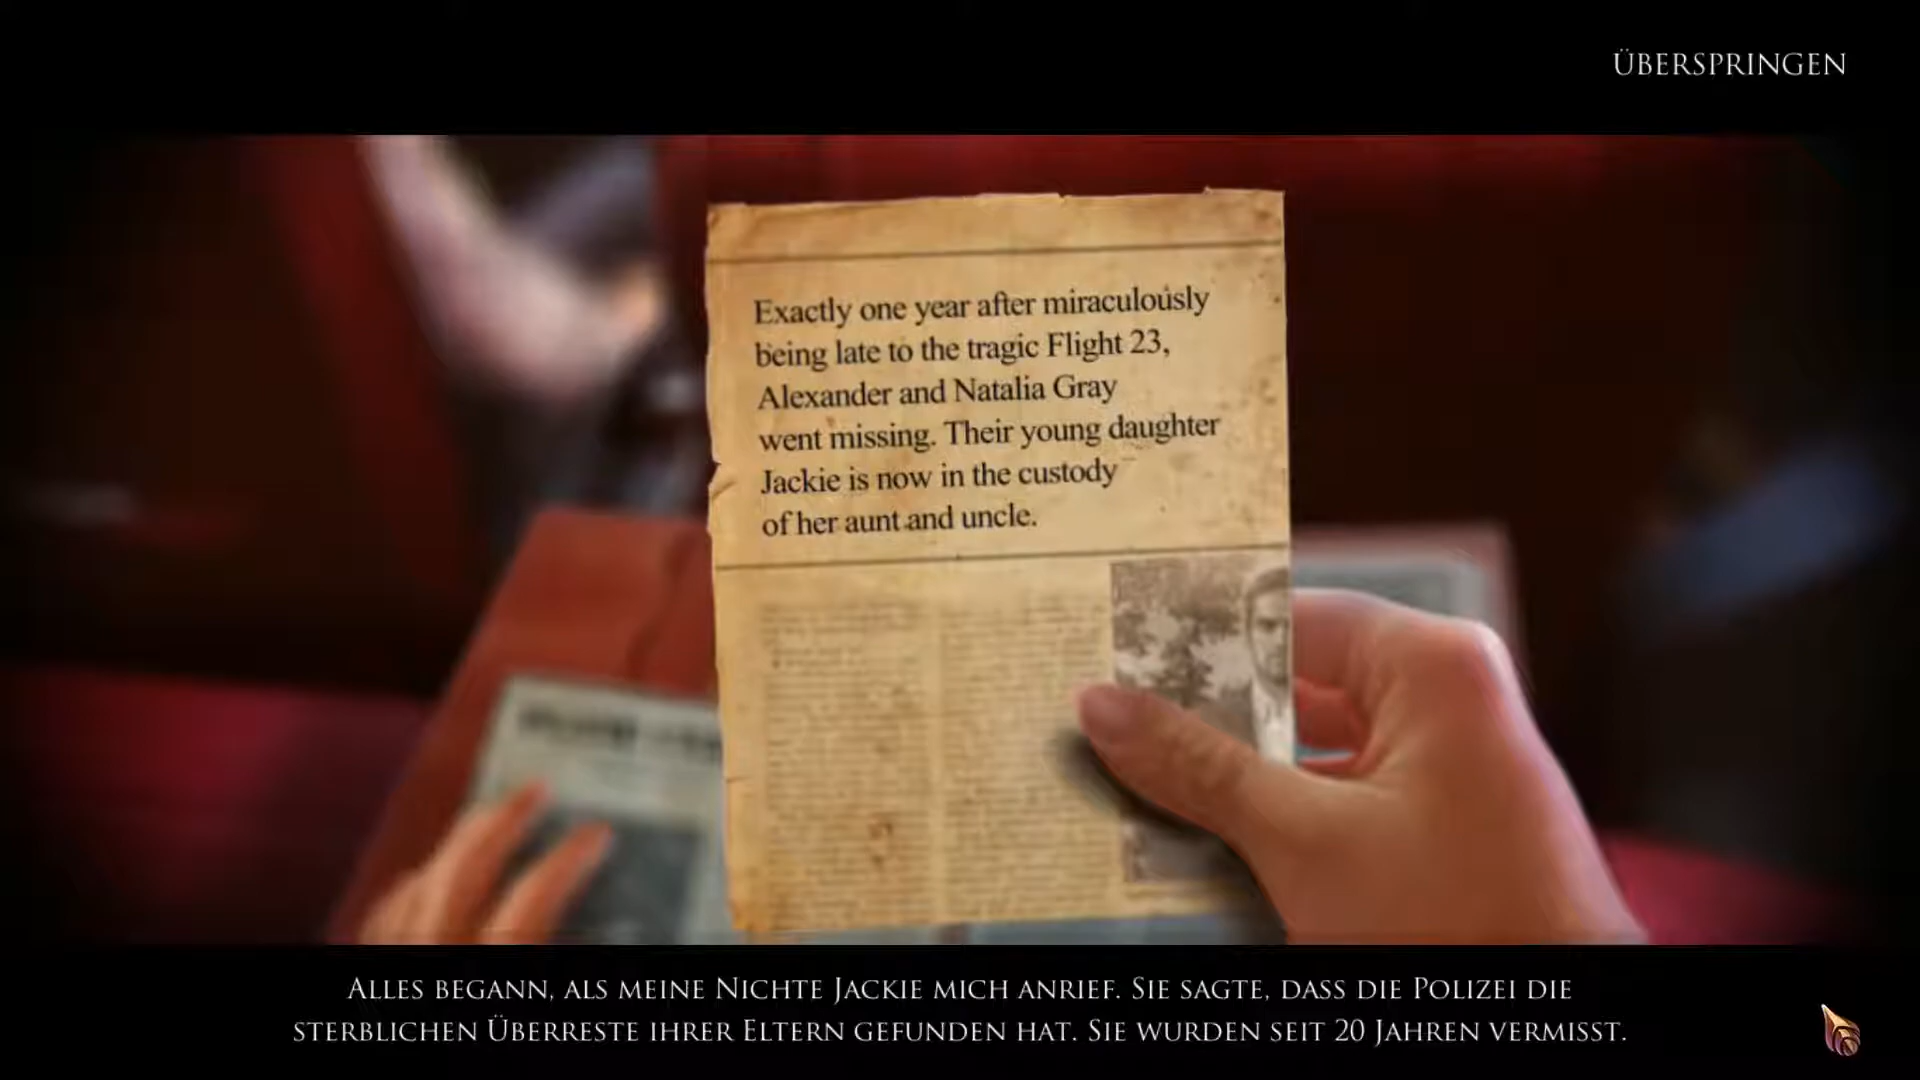 ÜBERSPRINGEN
Exactly one year after miraculously
being late to the tragic Flight 23,
Alexander and Natalia Gray
went missing. Their young daughter
Jackie is now in the custody
of her aunt and uncle.
ALLES BEGANN, ALS MEINE NICHTE JACKIE MICH ANRIEF. SIE SAGTE, DASS DIE POLIZEI DIE
STERBLICHEN ÜBERRESTE IHRER ELTERN GEFUNDEN HAT. SIE WURDEN SEIT 20 JAHREN VERMISST.